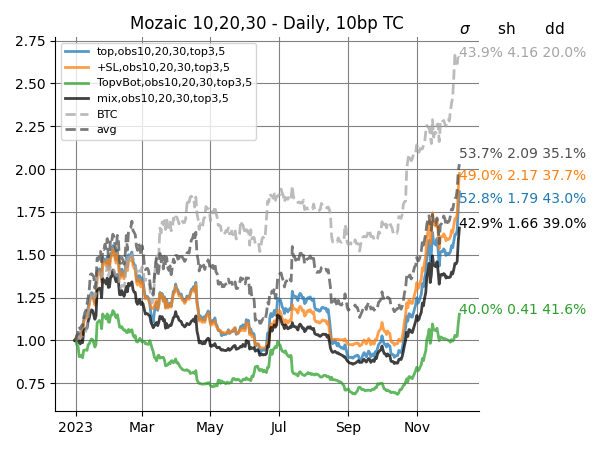 Mozaic 10,20,30 - Daily, 10bp TC
σ sh dd
2.75
2.50
2.25
2.00
1.75
1.50
1.25
1.00
0.75
top,obs10,20,30,top3,5
+SL,obs10,20,30,top3,5
TopvBot,obs10,20,30,top3,5
mix,obs10,20,30,top3,5
BTC
avg
43.9% 4.16 20.0%
53.7% 2.09 35.1%
49.0% 2.17 37.7%
52.8% 1.79 43.0%
42.9% 1.66 39.0%
40.0% 0.41 41.6%
2023 Mar May Jul Sep Nov